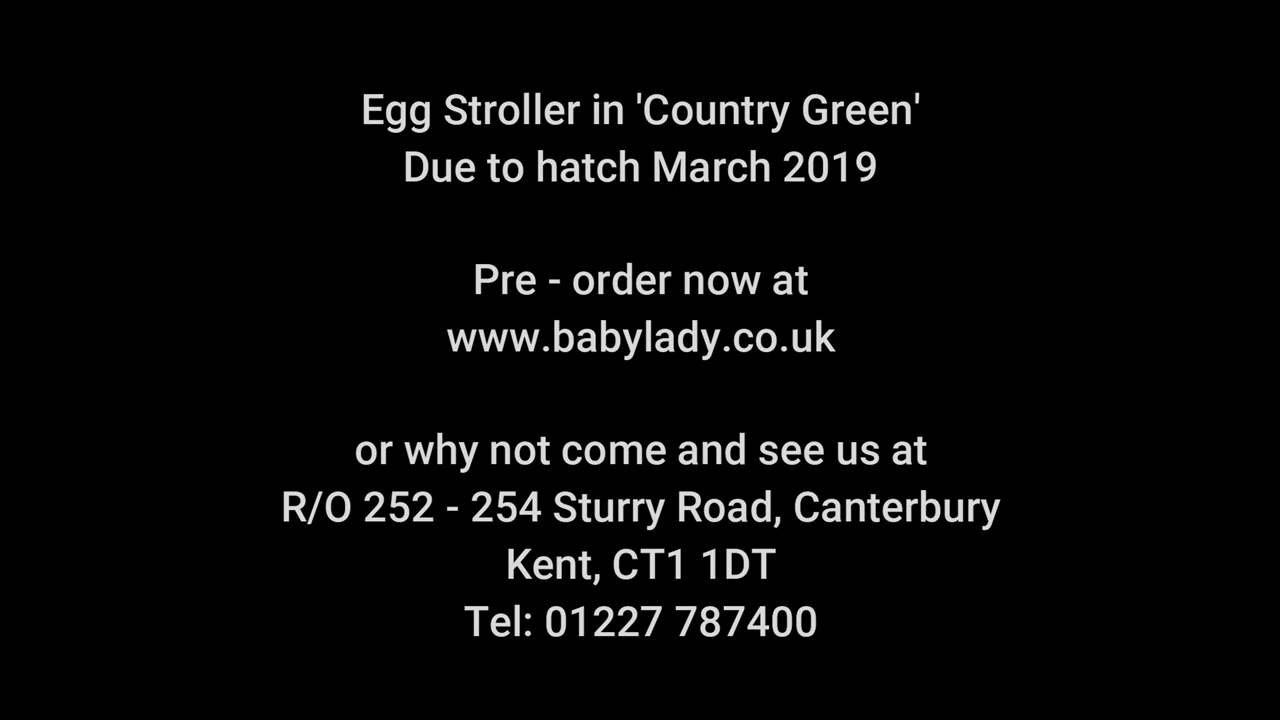 Egg Stroller in 'Country Green'
Due to hatch March 2019
Pre - order now at
www.babylady.co.uk
or why not come and see us at
R/O 252 - 254 Sturry Road, Canterbury
Kent, CT1 1DT
Tel: 01227 787400